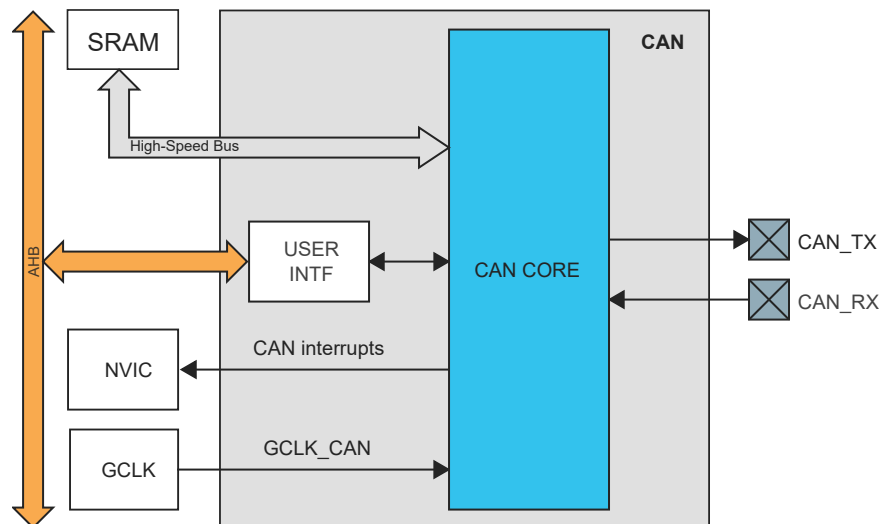 SRAM
CAN
High-Speed Bus
AHB
USER
INTF
CAN CORE
CAN_TX
CAN_RX
CAN interrupts
NVIC
GCLK_CAN
GCLK